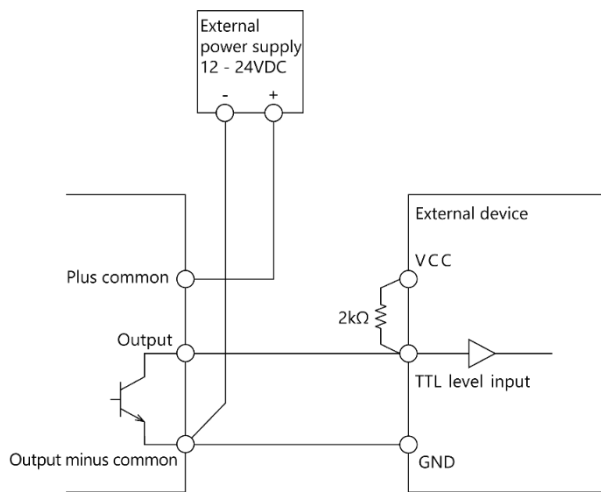 External
power supply
12 - 24VDC
- +
External device
Plus common
VCC
2kΩ
Output
TTL level input
Output minus common
GND